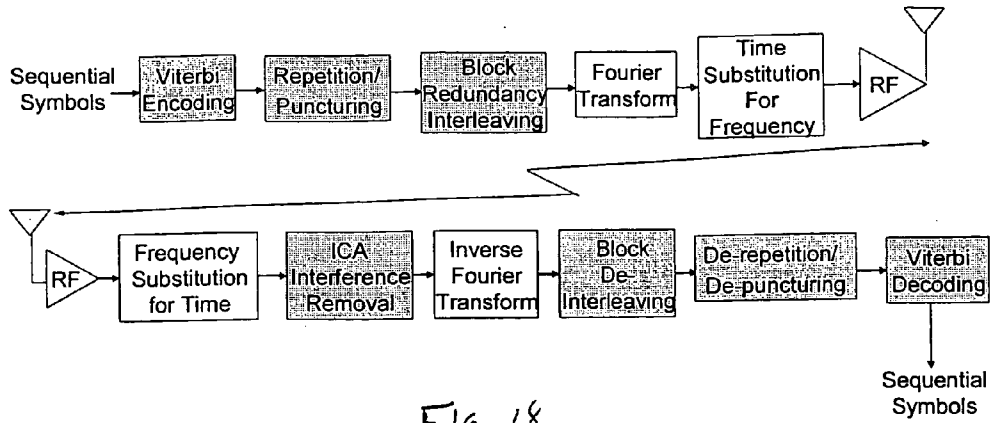 Sequential
Symbols
Viterbi
Encoding
Repetition/
Puncturing
Block
Redundancy
Interleaving
Fourier
Transform
Time
Substitution
For
Frequency
RF
RF
Frequency
Substitution
for Time
ICA
Interference
Removal
Inverse
Fourier
Transform
Block
De-
Interleaving
De-repetition/
De-puncturing
Viterbi
Decoding
Sequential
Symbols
FIG. 18